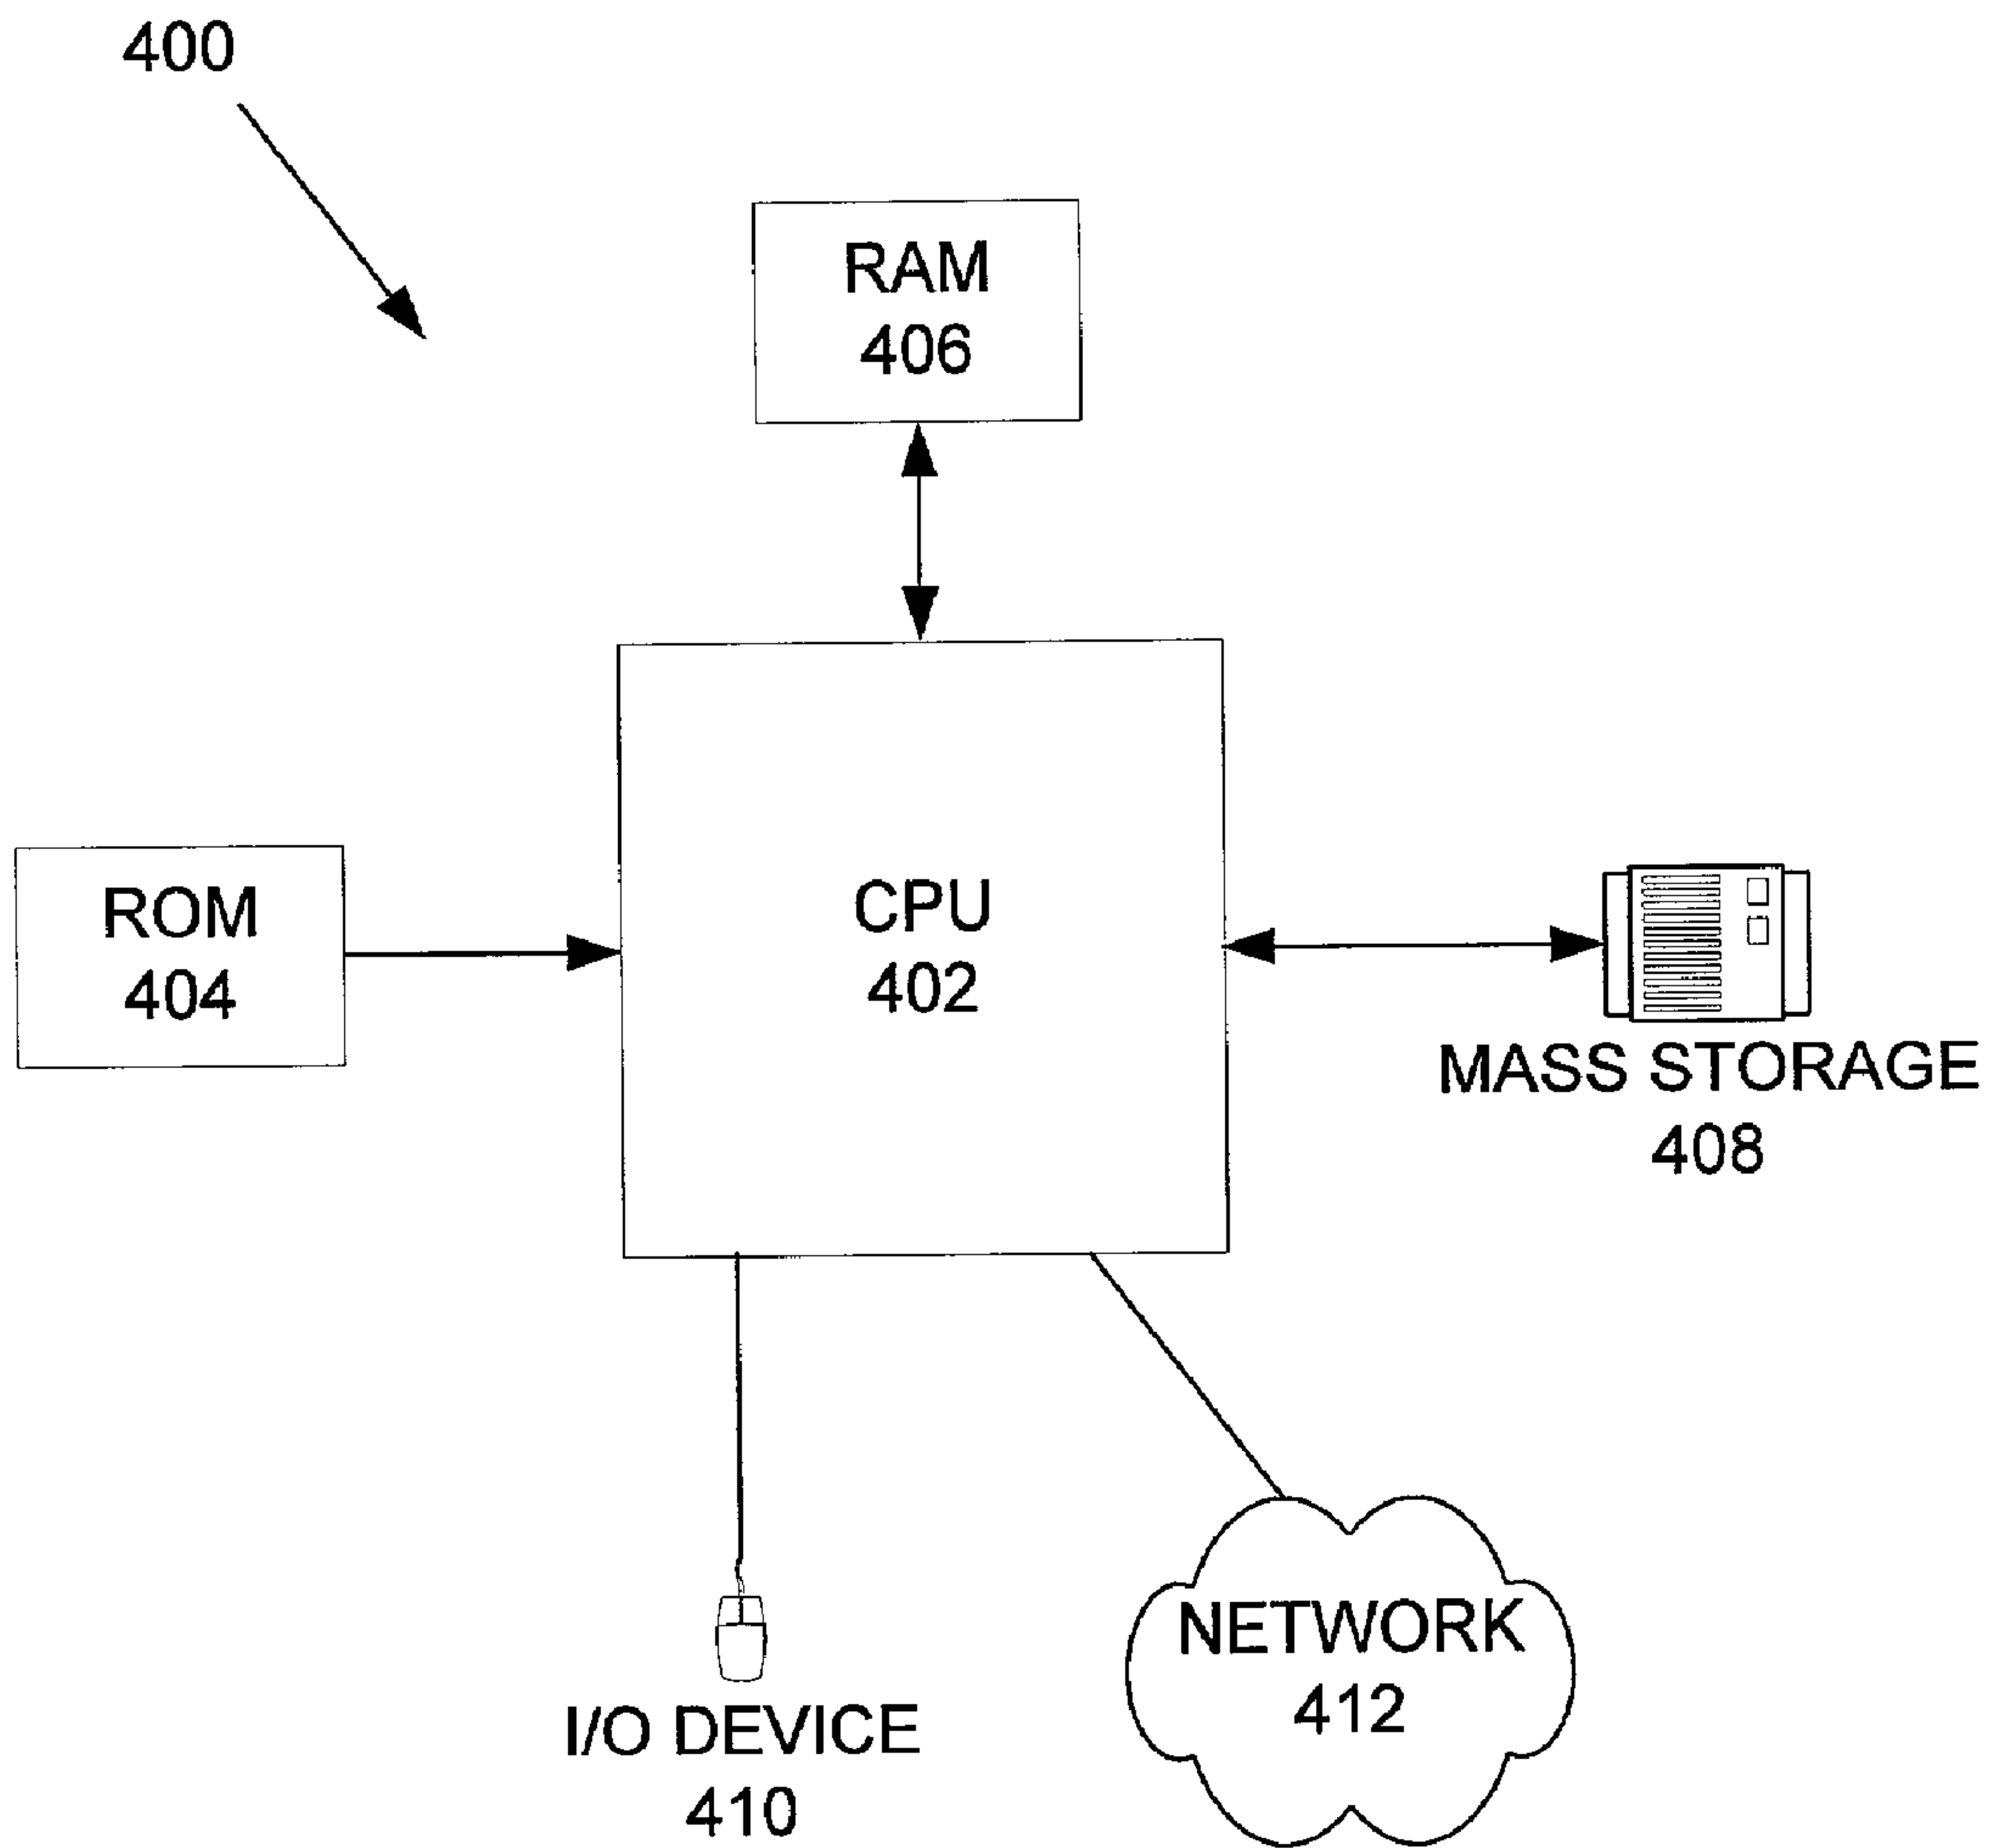 400
RAM
406
ROM
404
CPU
402
MASS STORAGE
408
I/O DEVICE
410
NETWORK
412